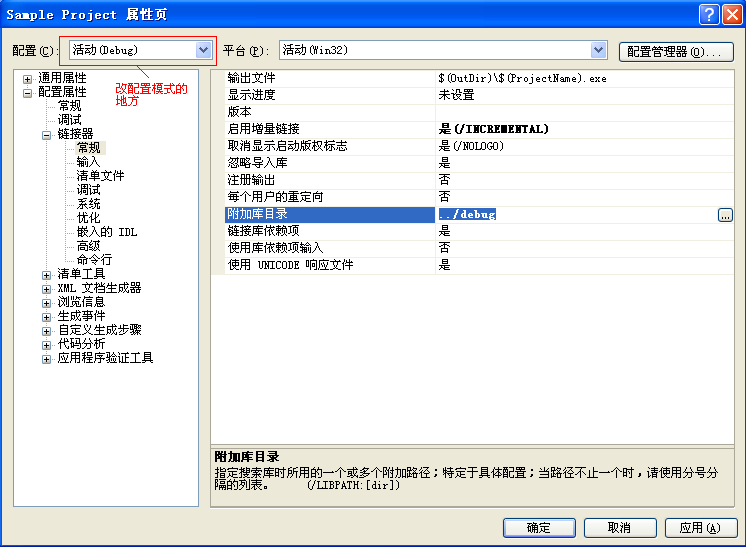 Sample Project 属性页
配置(C): 活动(Debug) 平台(P): 活动(Win32) 配置管理器(O)...
改配置模式的
地方
通用属性
配置属性
常规
调试
链接器
常规
输入
清单文件
调试
系统
优化
嵌入的 IDL
高级
命令行
清单工具
XML 文档生成器
浏览信息
生成事件
自定义生成步骤
代码分析
应用程序验证工具
输出文件 $(OutDir)\$(ProjectName).exe
显示进度 未设置
版本
启用增量链接 是(/INCREMENTAL)
取消显示启动版权标志 是(/NOLOGO)
忽略导入库 是
注册输出 否
每个用户的重定向 否
附加库目录 ../debug ...
链接库依赖项 是
使用库依赖项输入 否
使用 UNICODE 响应文件 是
附加库目录
指定搜索库时所用的一个或多个附加路径；特定于具体配置；当路径不止一个时，请使用分号分
隔的列表。 (/LIBPATH:[dir])
确定 取消 应用(A)